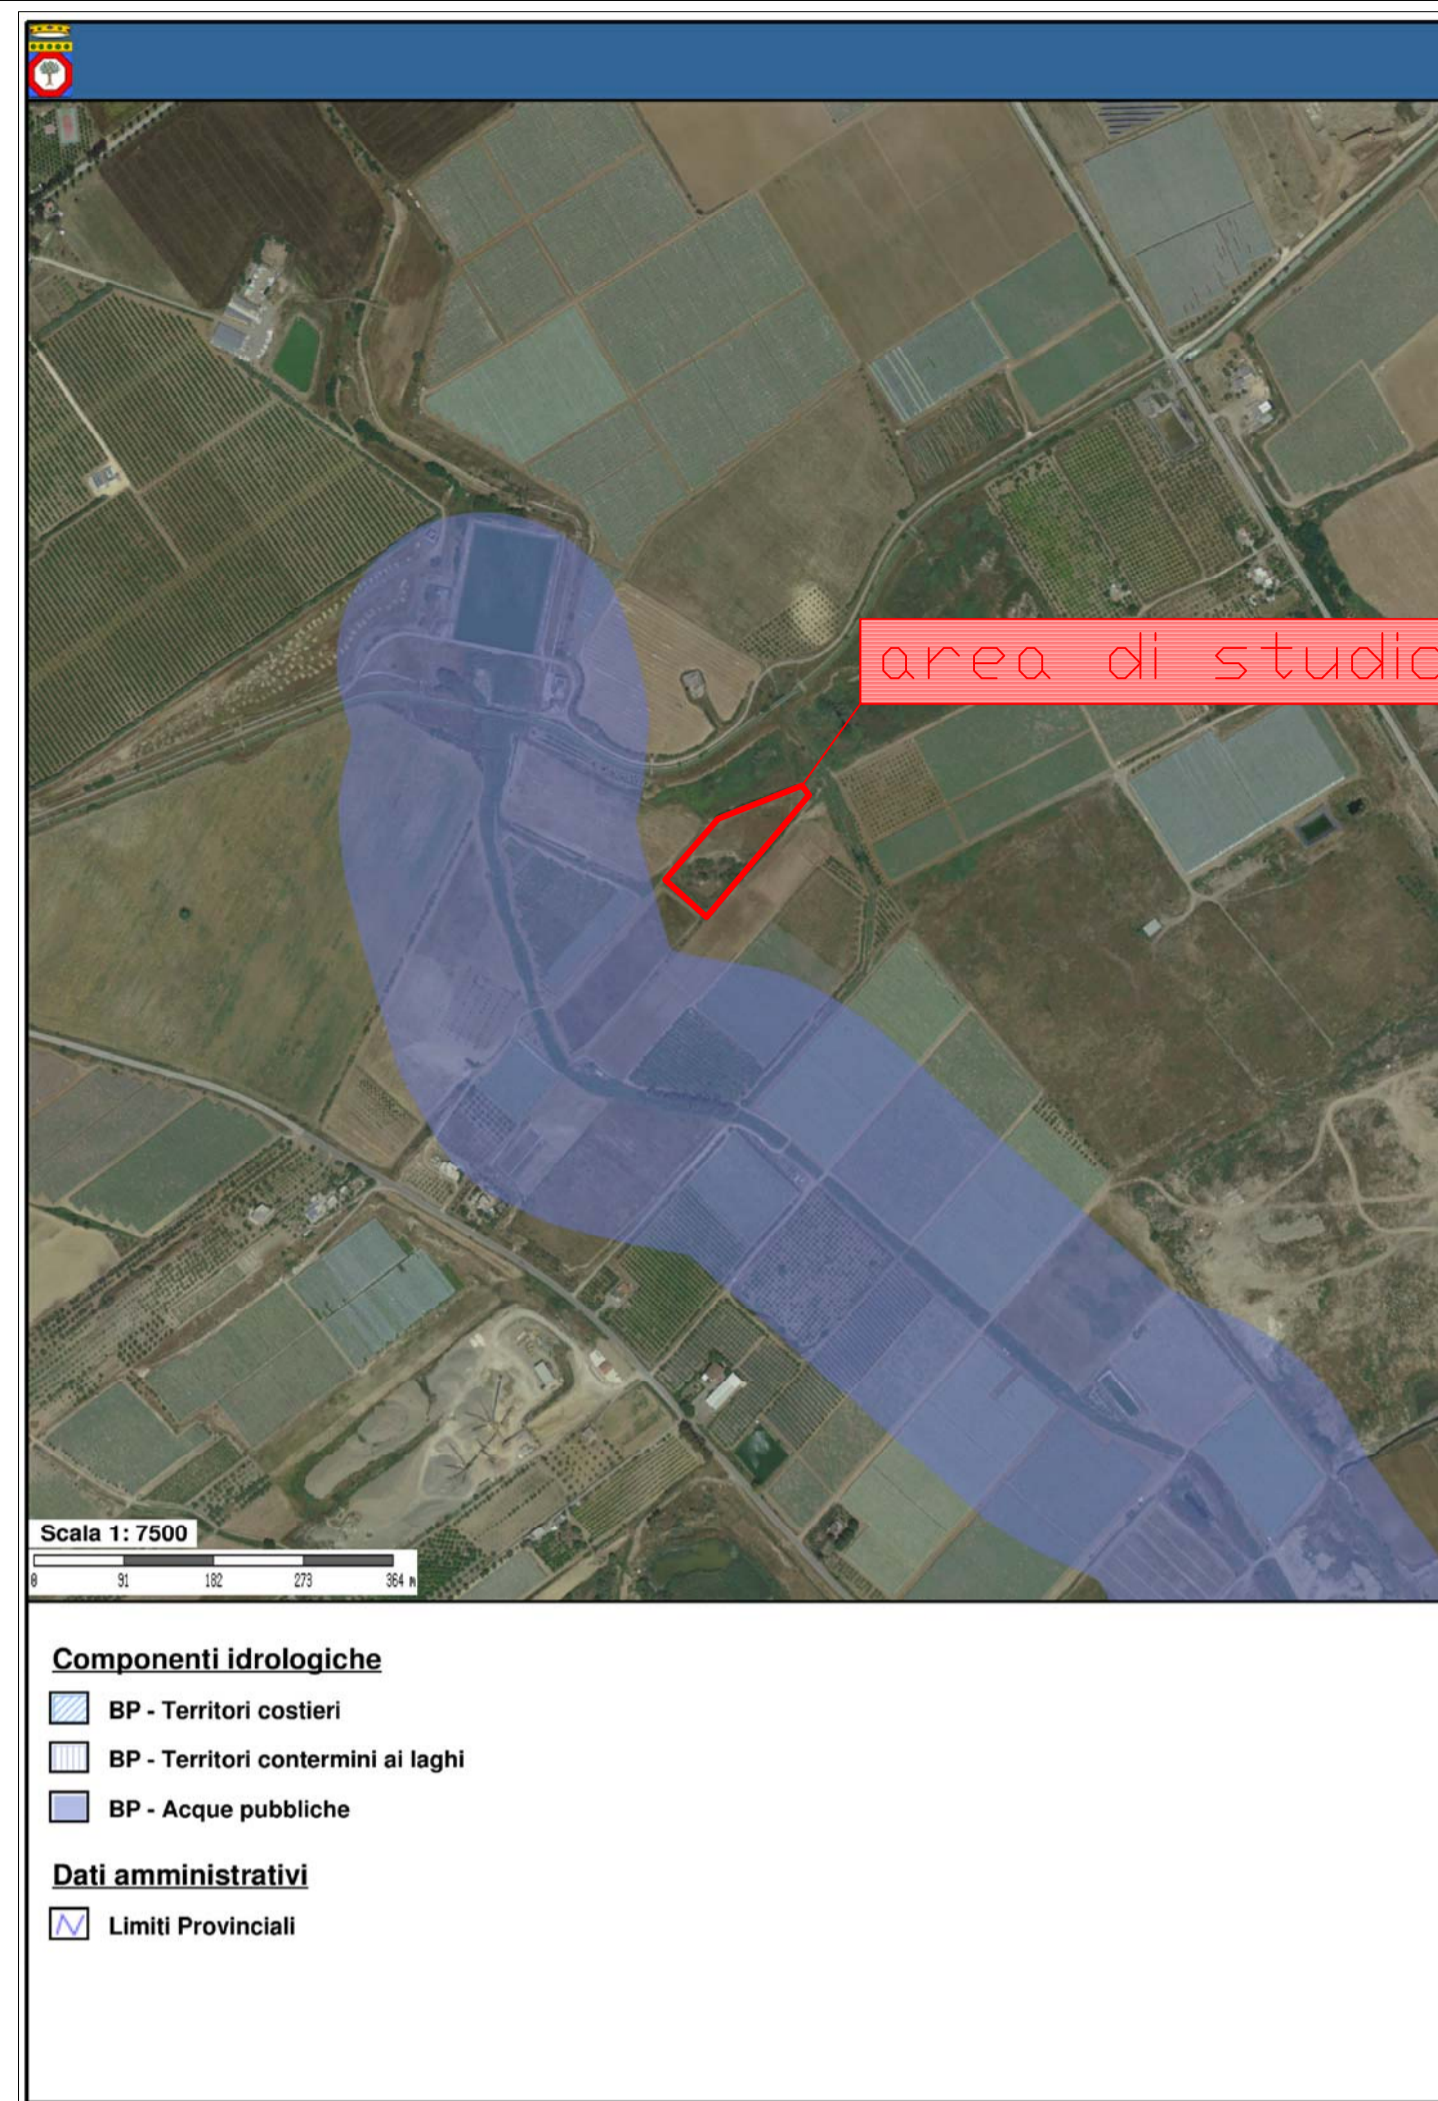 area di studio
Scala 1: 7500
0 91 182 273 364 m
Componenti idrologiche
BP - Territori costieri
BP - Territori contermini ai laghi
BP - Acque pubbliche
Dati amministrativi
Limiti Provinciali